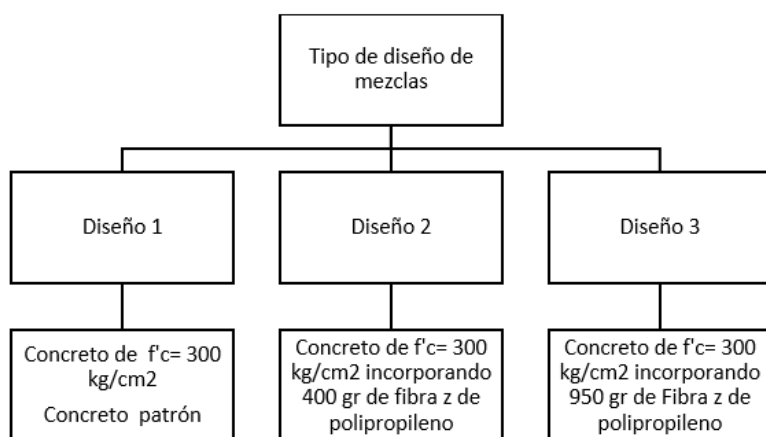 Tipo de diseño de
mezclas
Diseño 1
Diseño 2
Diseño 3
Concreto de f'c= 300
kg/cm2
Concreto patrón
Concreto de f'c= 300
kg/cm2 incorporando
400 gr de fibra z de
polipropileno
Concreto de f'c= 300
kg/cm2 incorporando
950 gr de Fibra z de
polipropileno